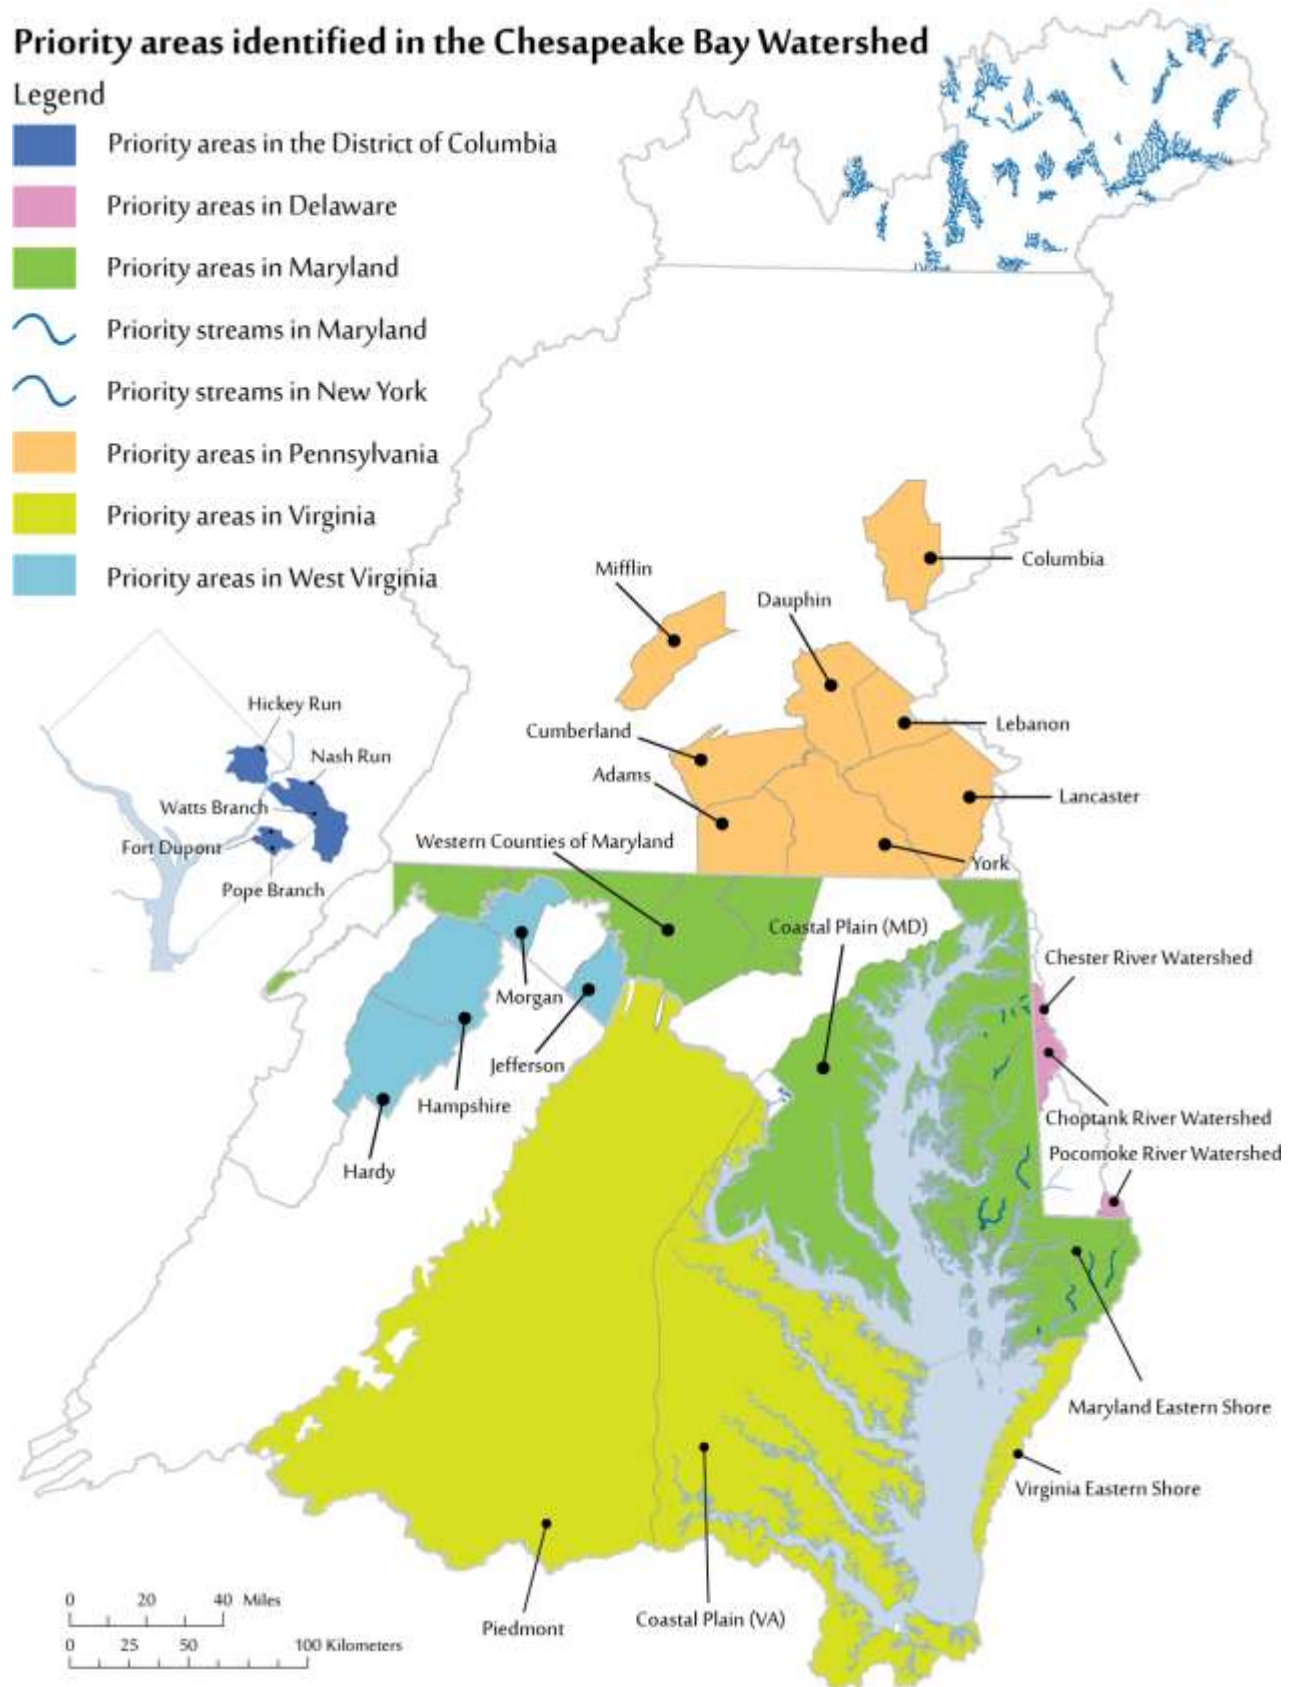 Priority areas identified in the Chesapeake Bay Watershed
Legend
Priority areas in the District of Columbia
Priority areas in Delaware
Priority areas in Maryland
Priority streams in Maryland
Priority streams in New York
Priority areas in Pennsylvania
Priority areas in Virginia
Priority areas in West Virginia
Columbia
Mifflin
Dauphin
Hickey Run
Lebanon
Cumberland
Nash Run
Adams
Lancaster
Watts Branch
Western Counties of Maryland
Fort Dupont
York
Pope Branch
Coastal Plain (MD)
Chester River Watershed
Morgan
Jefferson
Hampshire
Choptank River Watershed
Pocomoke River Watershed
Hardy
Maryland Eastern Shore
Virginia Eastern Shore
Piedmont
Coastal Plain (VA)
0 20 40 Miles
0 25 50 100 Kilometers